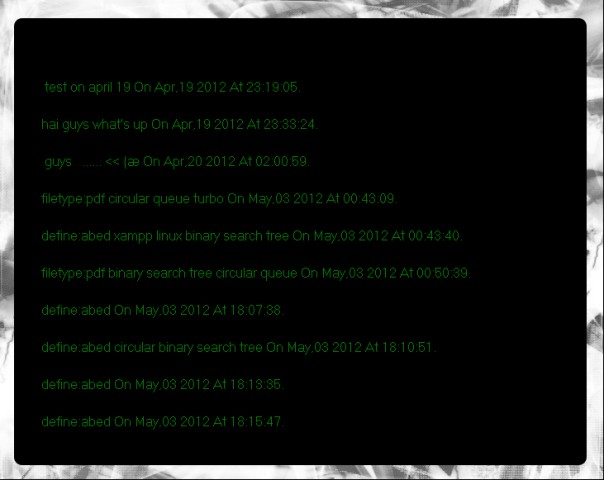 test on april 19 On Apr,19 2012 At 23:19:05.
hai guys what's up On Apr,19 2012 At 23:33:24.
guys ...... << (æ On Apr,20 2012 At 02:00:59.
filetype:pdf circular queue turbo On May,03 2012 At 00:43:09.
define:abed xampp linux binary search tree On May,03 2012 At 00:43:40.
filetype:pdf binary search tree circular queue On May,03 2012 At 00:50:39.
define:abed On May,03 2012 At 18:07:38.
define:abed circular binary search tree On May,03 2012 At 18:10:51.
define:abed On May,03 2012 At 18:13:35.
define:abed On May,03 2012 At 18:15:47.